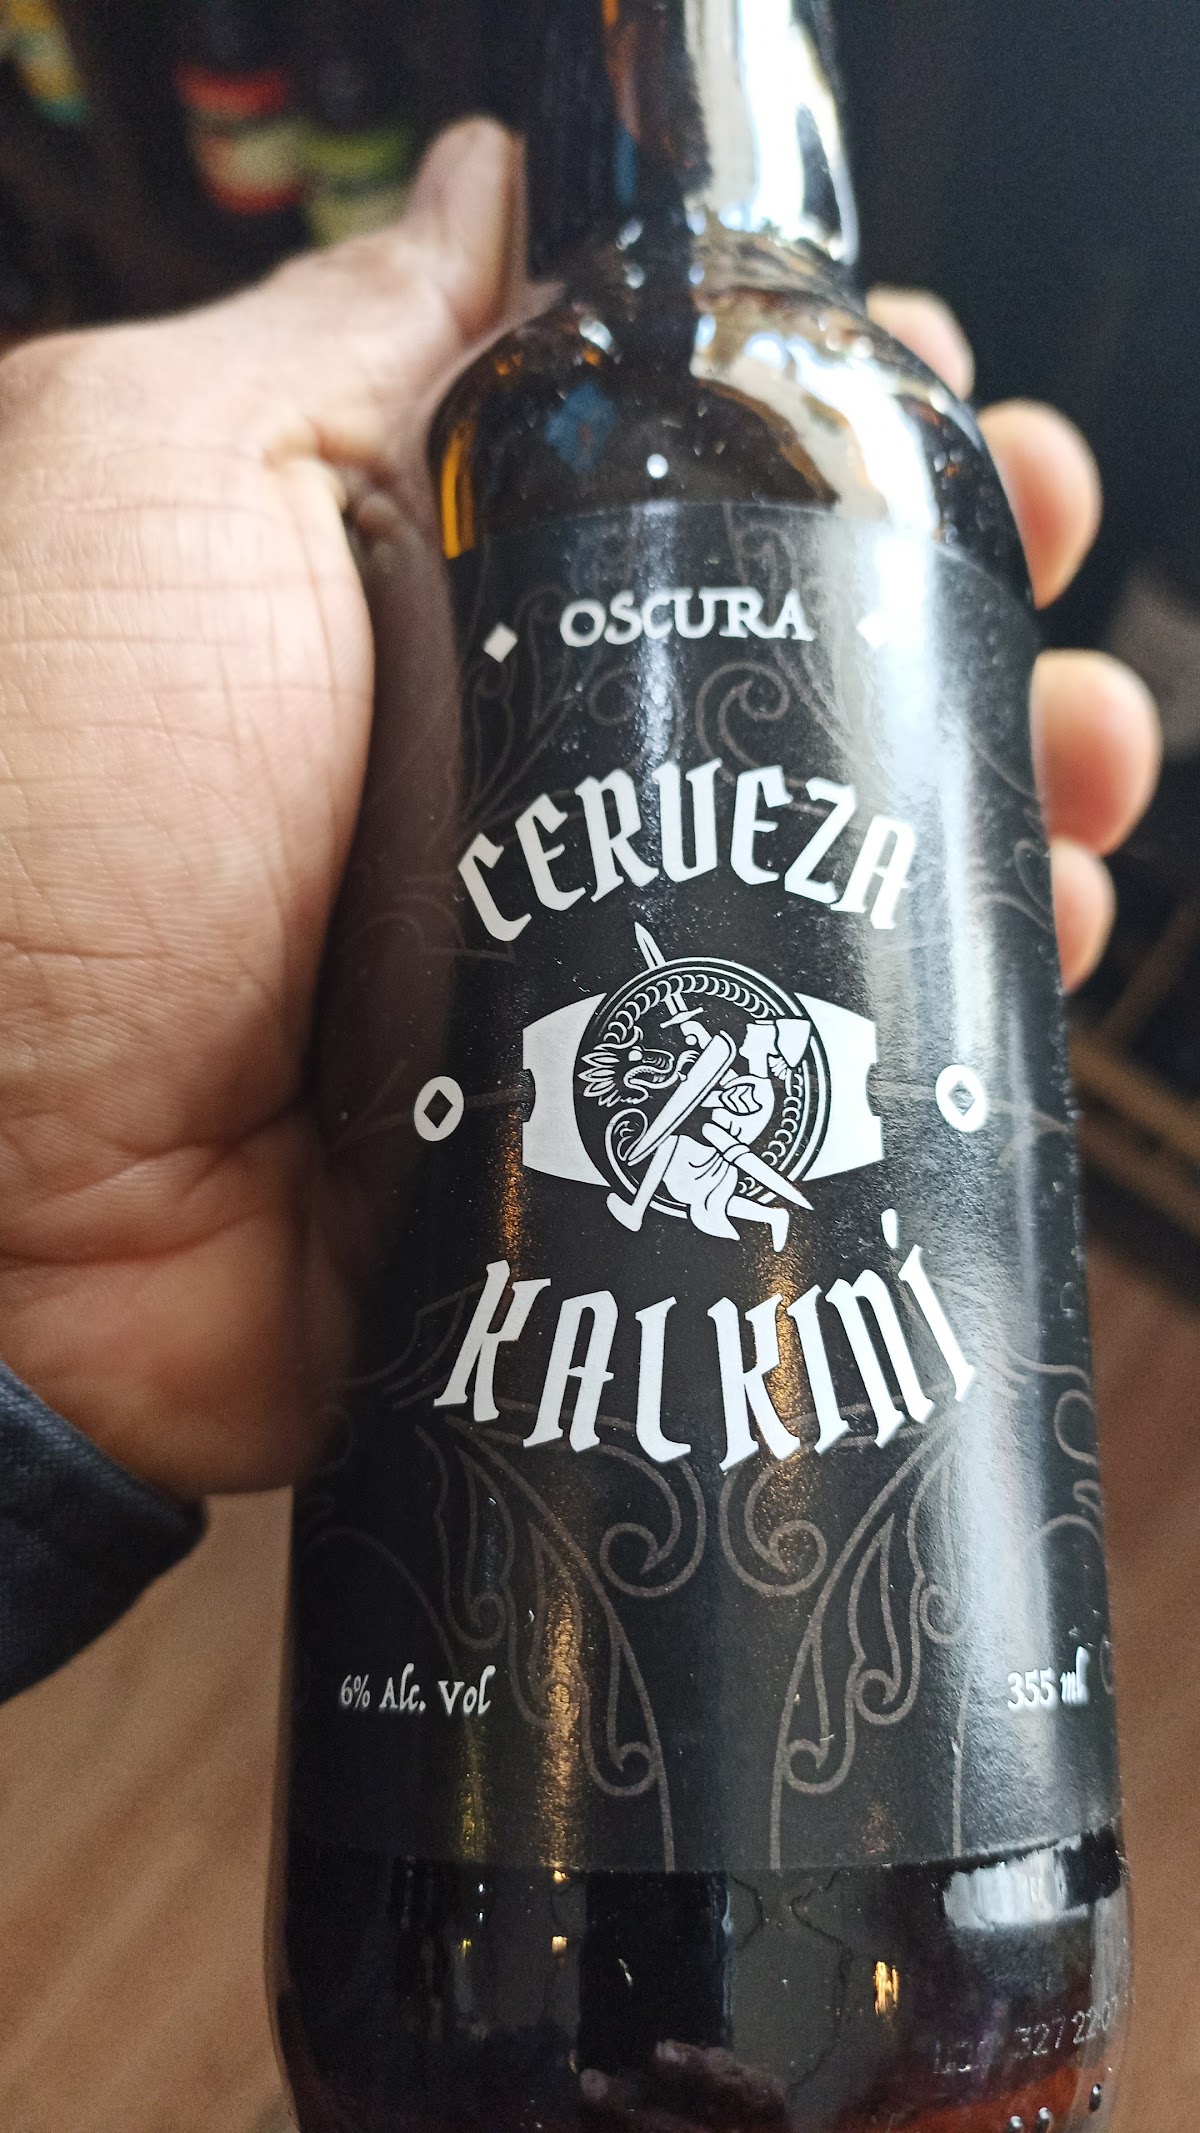 OSCURA
CERVEZA
KALKINÍ
6% Alc. Vol
355 ml